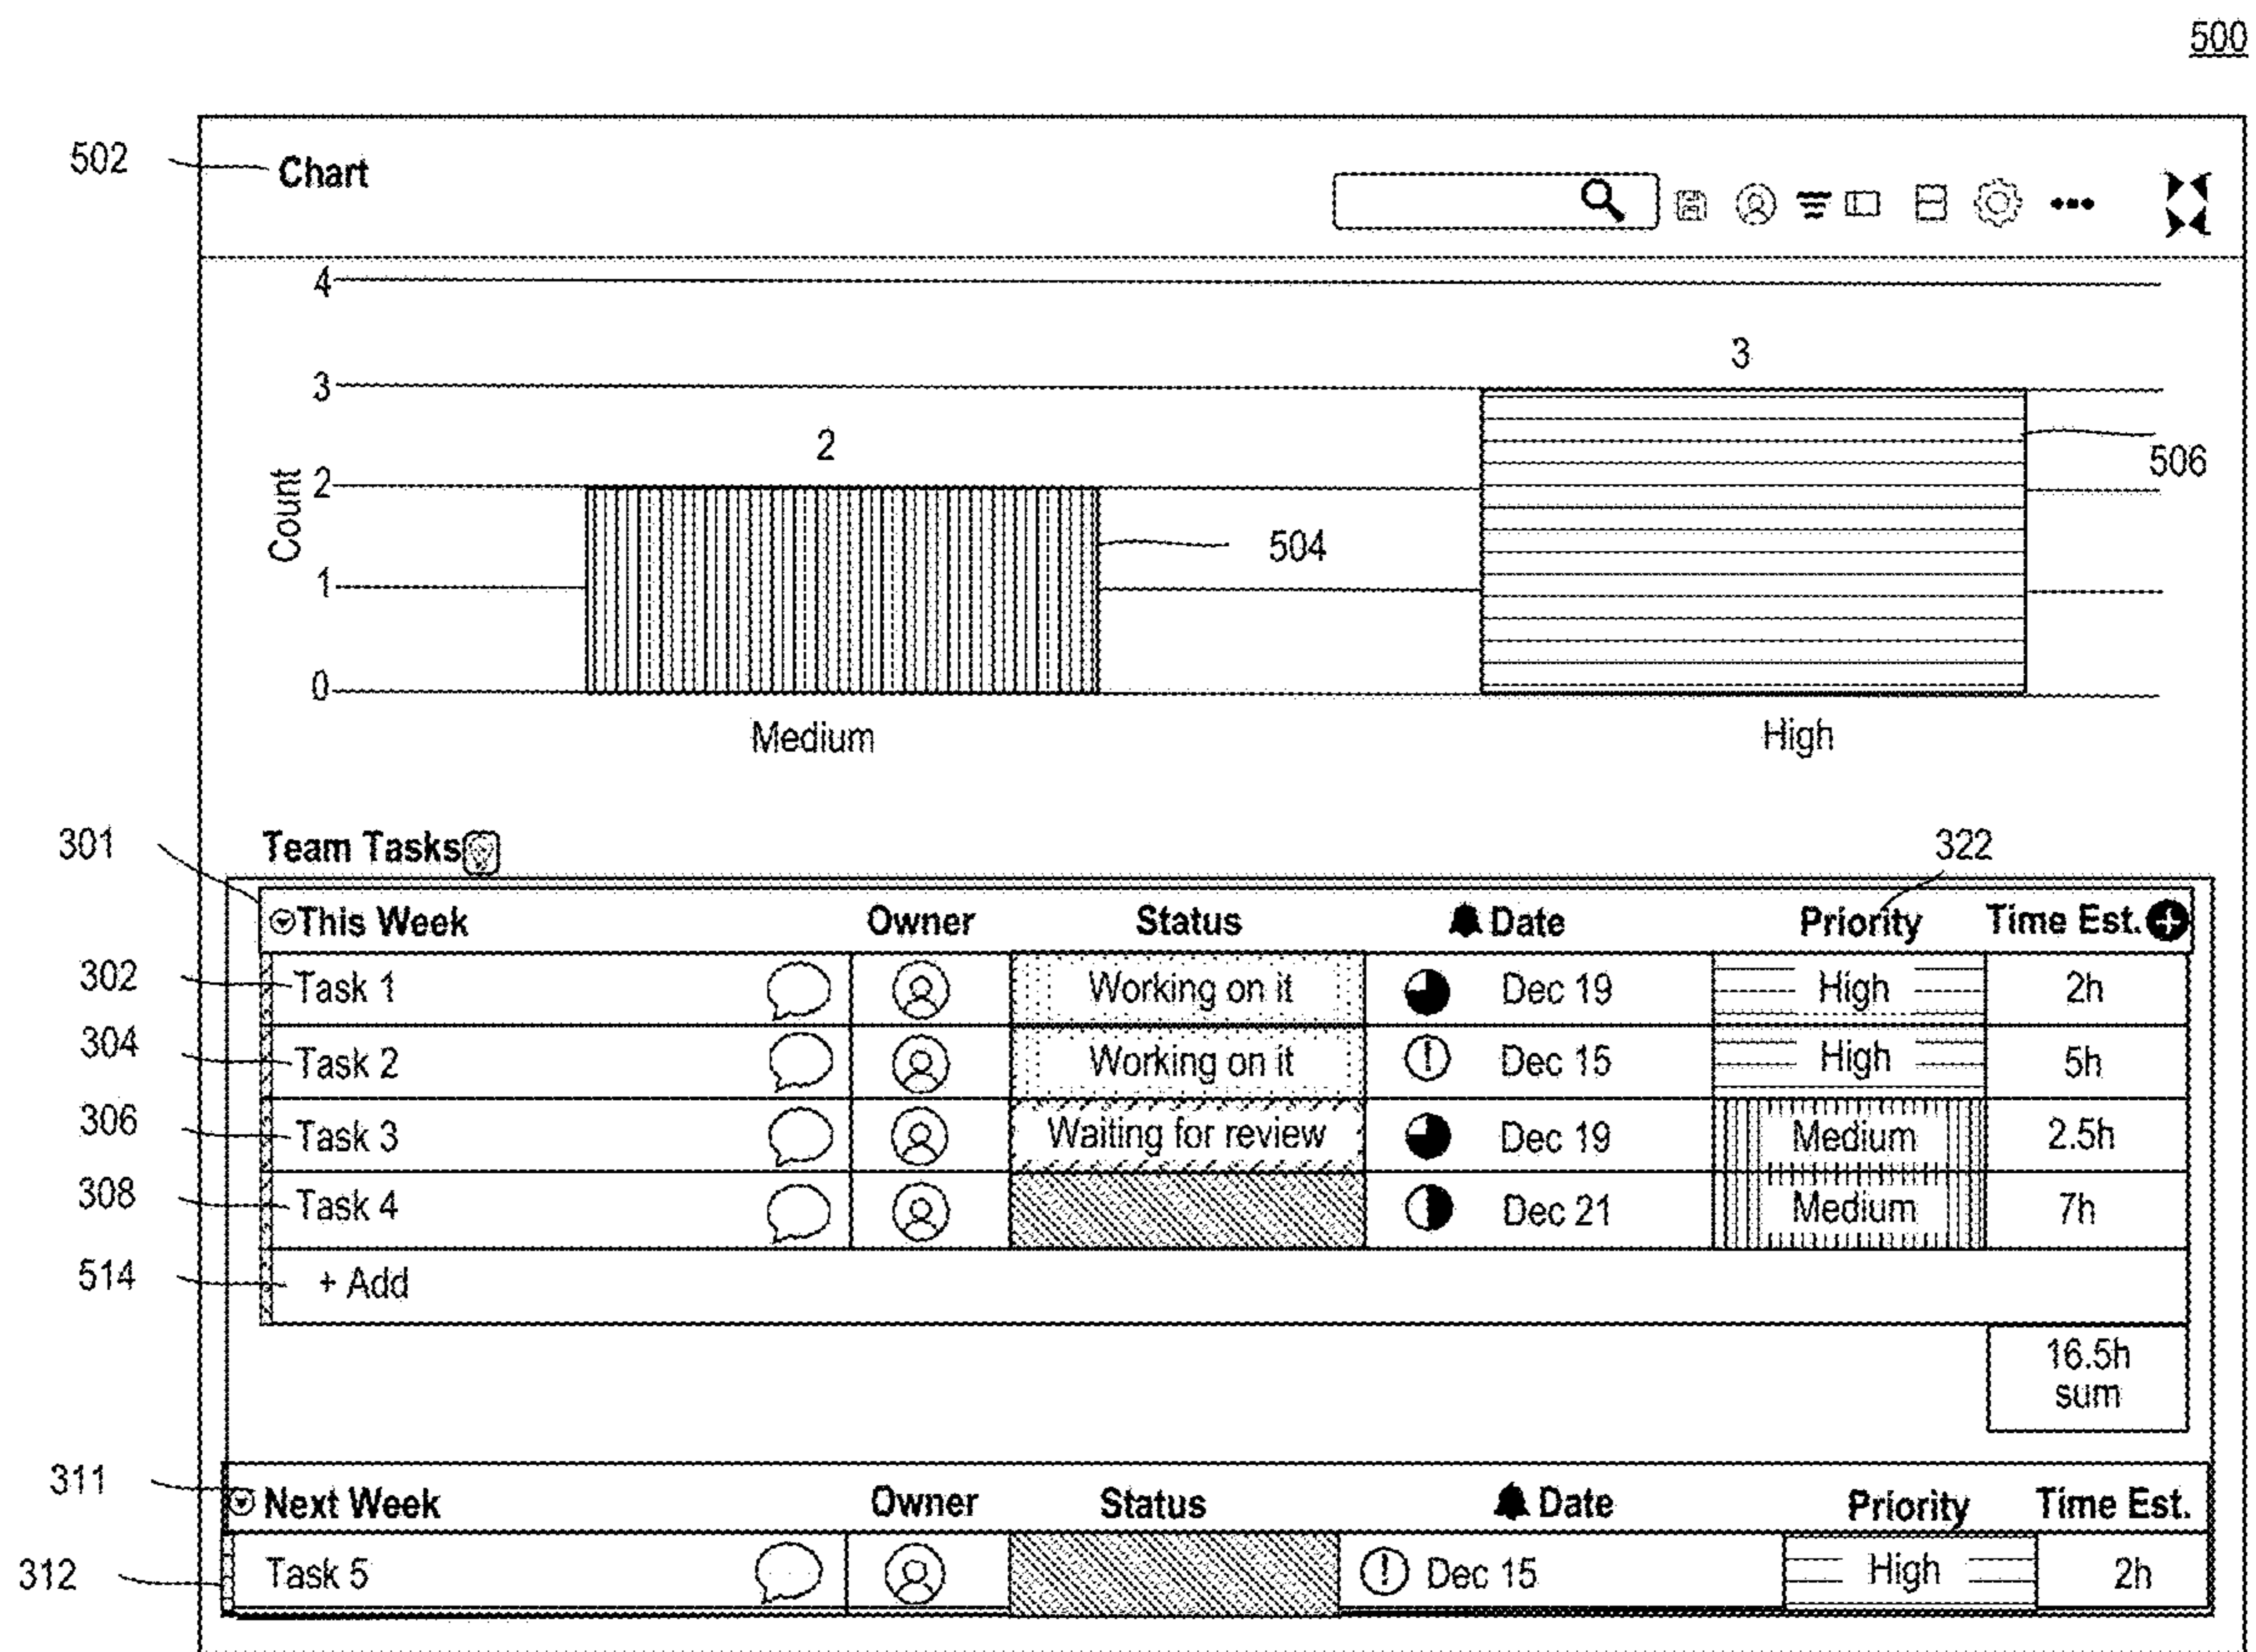 500
502 Chart
4
3
3
2
506
Count 2
504
1
0
Medium High
301 Team Tasks 322
This Week Owner Status Date Priority Time Est.
302 Task 1 Working on it Dec 19 High 2h
304 Task 2 Working on it ! Dec 15 High 5h
306 Task 3 Waiting for review Dec 19 Medium 2.5h
308 Task 4 Dec 21 Medium 7h
514 + Add
16.5h
sum
311 Next Week Owner Status Date Priority Time Est.
312 Task 5 ! Dec 15 High 2h